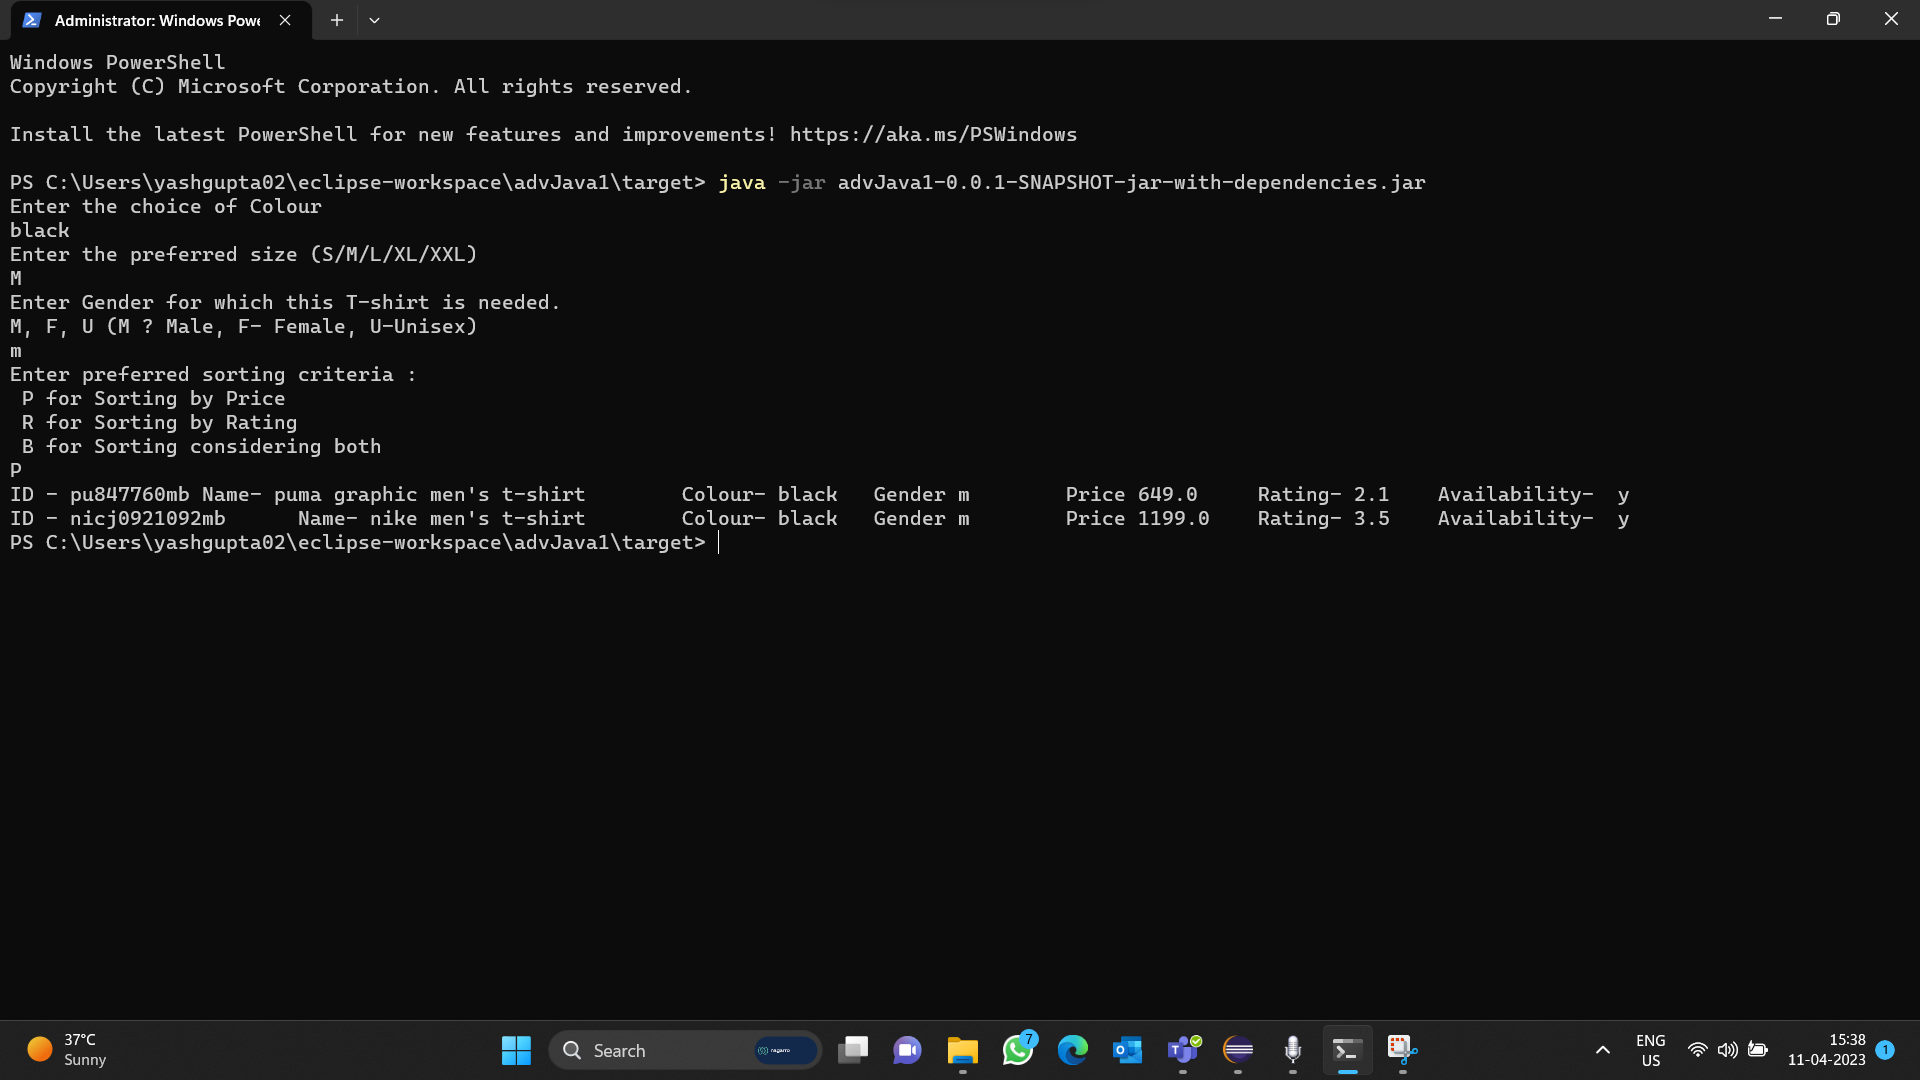 Administrator: Windows Powe
Windows PowerShell
Copyright (C) Microsoft Corporation. All rights reserved.
Install the latest PowerShell for new features and improvements! https://aka.ms/PSWindows
PS C:\Users\yashgupta02\eclipse-workspace\advJava1\target> java -jar advJava1-0.0.1-SNAPSHOT-jar-with-dependencies.jar
Enter the choice of Colour
black
Enter the preferred size (S/M/L/XL/XXL)
M
Enter Gender for which this T-shirt is needed.
M, F, U (M ? Male, F- Female, U-Unisex)
m
Enter preferred sorting criteria :
P for Sorting by Price
R for Sorting by Rating
B for Sorting considering both
P
ID - pu847760mb Name- puma graphic men's t-shirt Colour- black Gender m Price 649.0 Rating- 2.1 Availability- y
ID - nicj0921092mb Name- nike men's t-shirt Colour- black Gender m Price 1199.0 Rating- 3.5 Availability- y
PS C:\Users\yashgupta02\eclipse-workspace\advJava1\target>
37°C
Sunny
Search
nagarro
7
ENG
US
15:38
11-04-2023
1